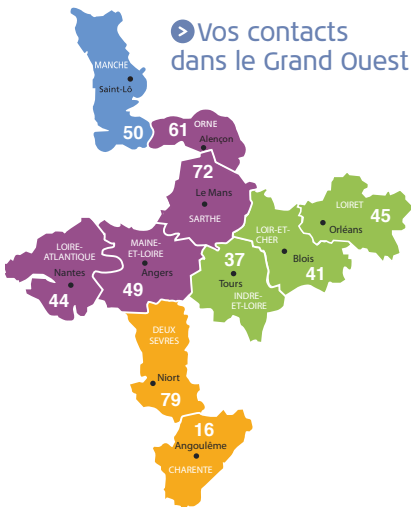 Vos contacts
dans le Grand Ouest
MANCHE
Saint-Lô
50
61
ORNE
Alençon
72
Le Mans
SARTHE
LOIRET
45
Orléans
LOIR-ET-
CHER
Blois
41
LOIRE-
ATLANTIQUE
Nantes
44
MAINE-
ET-LOIRE
Angers
49
37
Tours
INDRE-
ET-LOIRE
DEUX
SEVRES
Niort
79
16
Angoulême
CHARENTE